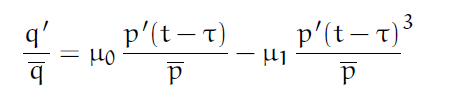 q′/q̅ = μ₀ p′(t − τ)/p̅ − μ₁ p′(t − τ)³/p̅